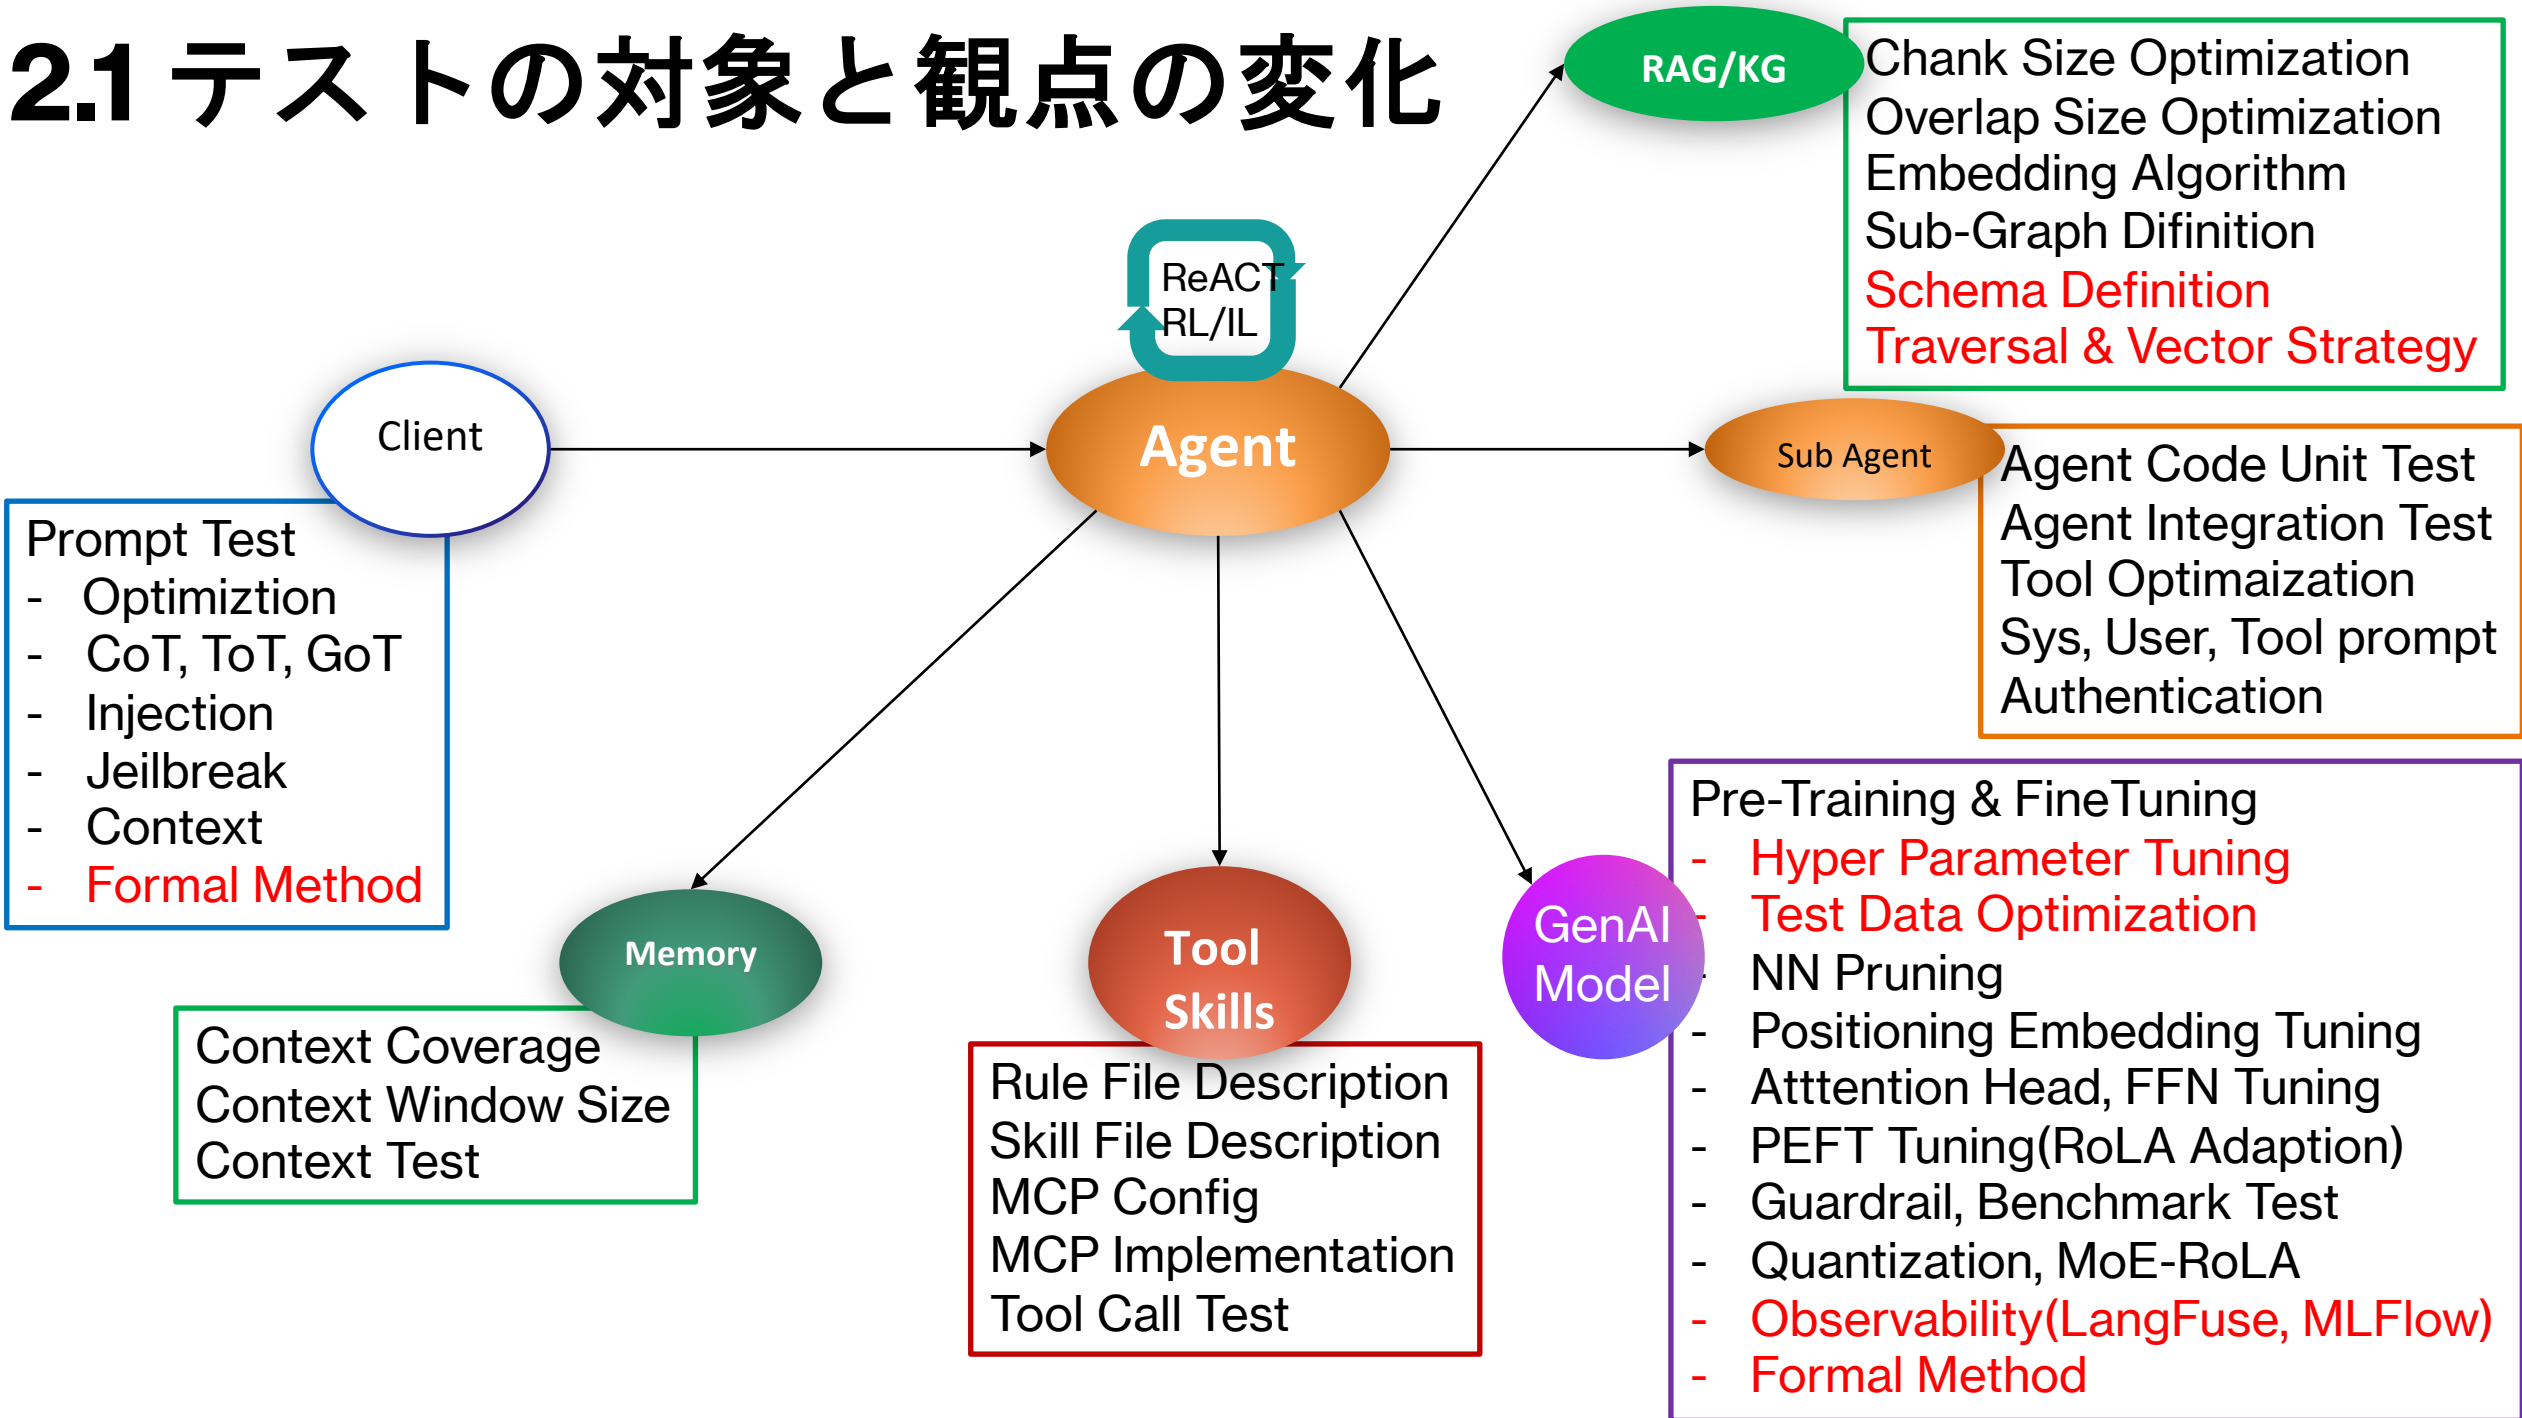 2.1 テストの対象と観点の変化
RAG/KG
Chank Size Optimization
Overlap Size Optimization
Embedding Algorithm
Sub-Graph Difinition
Schema Definition
Traversal & Vector Strategy
ReACT
RL/IL
Client
Agent
Sub Agent
Agent Code Unit Test
Agent Integration Test
Tool Optimaization
Sys, User, Tool prompt
Authentication
Prompt Test
- Optimiztion
- CoT, ToT, GoT
- Injection
- Jeilbreak
- Context
- Formal Method
Memory
Context Coverage
Context Window Size
Context Test
Tool
Skills
Rule File Description
Skill File Description
MCP Config
MCP Implementation
Tool Call Test
GenAI
Model
Pre-Training & FineTuning
- Hyper Parameter Tuning
- Test Data Optimization
- NN Pruning
- Positioning Embedding Tuning
- Atttention Head, FFN Tuning
- PEFT Tuning(RoLA Adaption)
- Guardrail, Benchmark Test
- Quantization, MoE-RoLA
- Observability(LangFuse, MLFlow)
- Formal Method